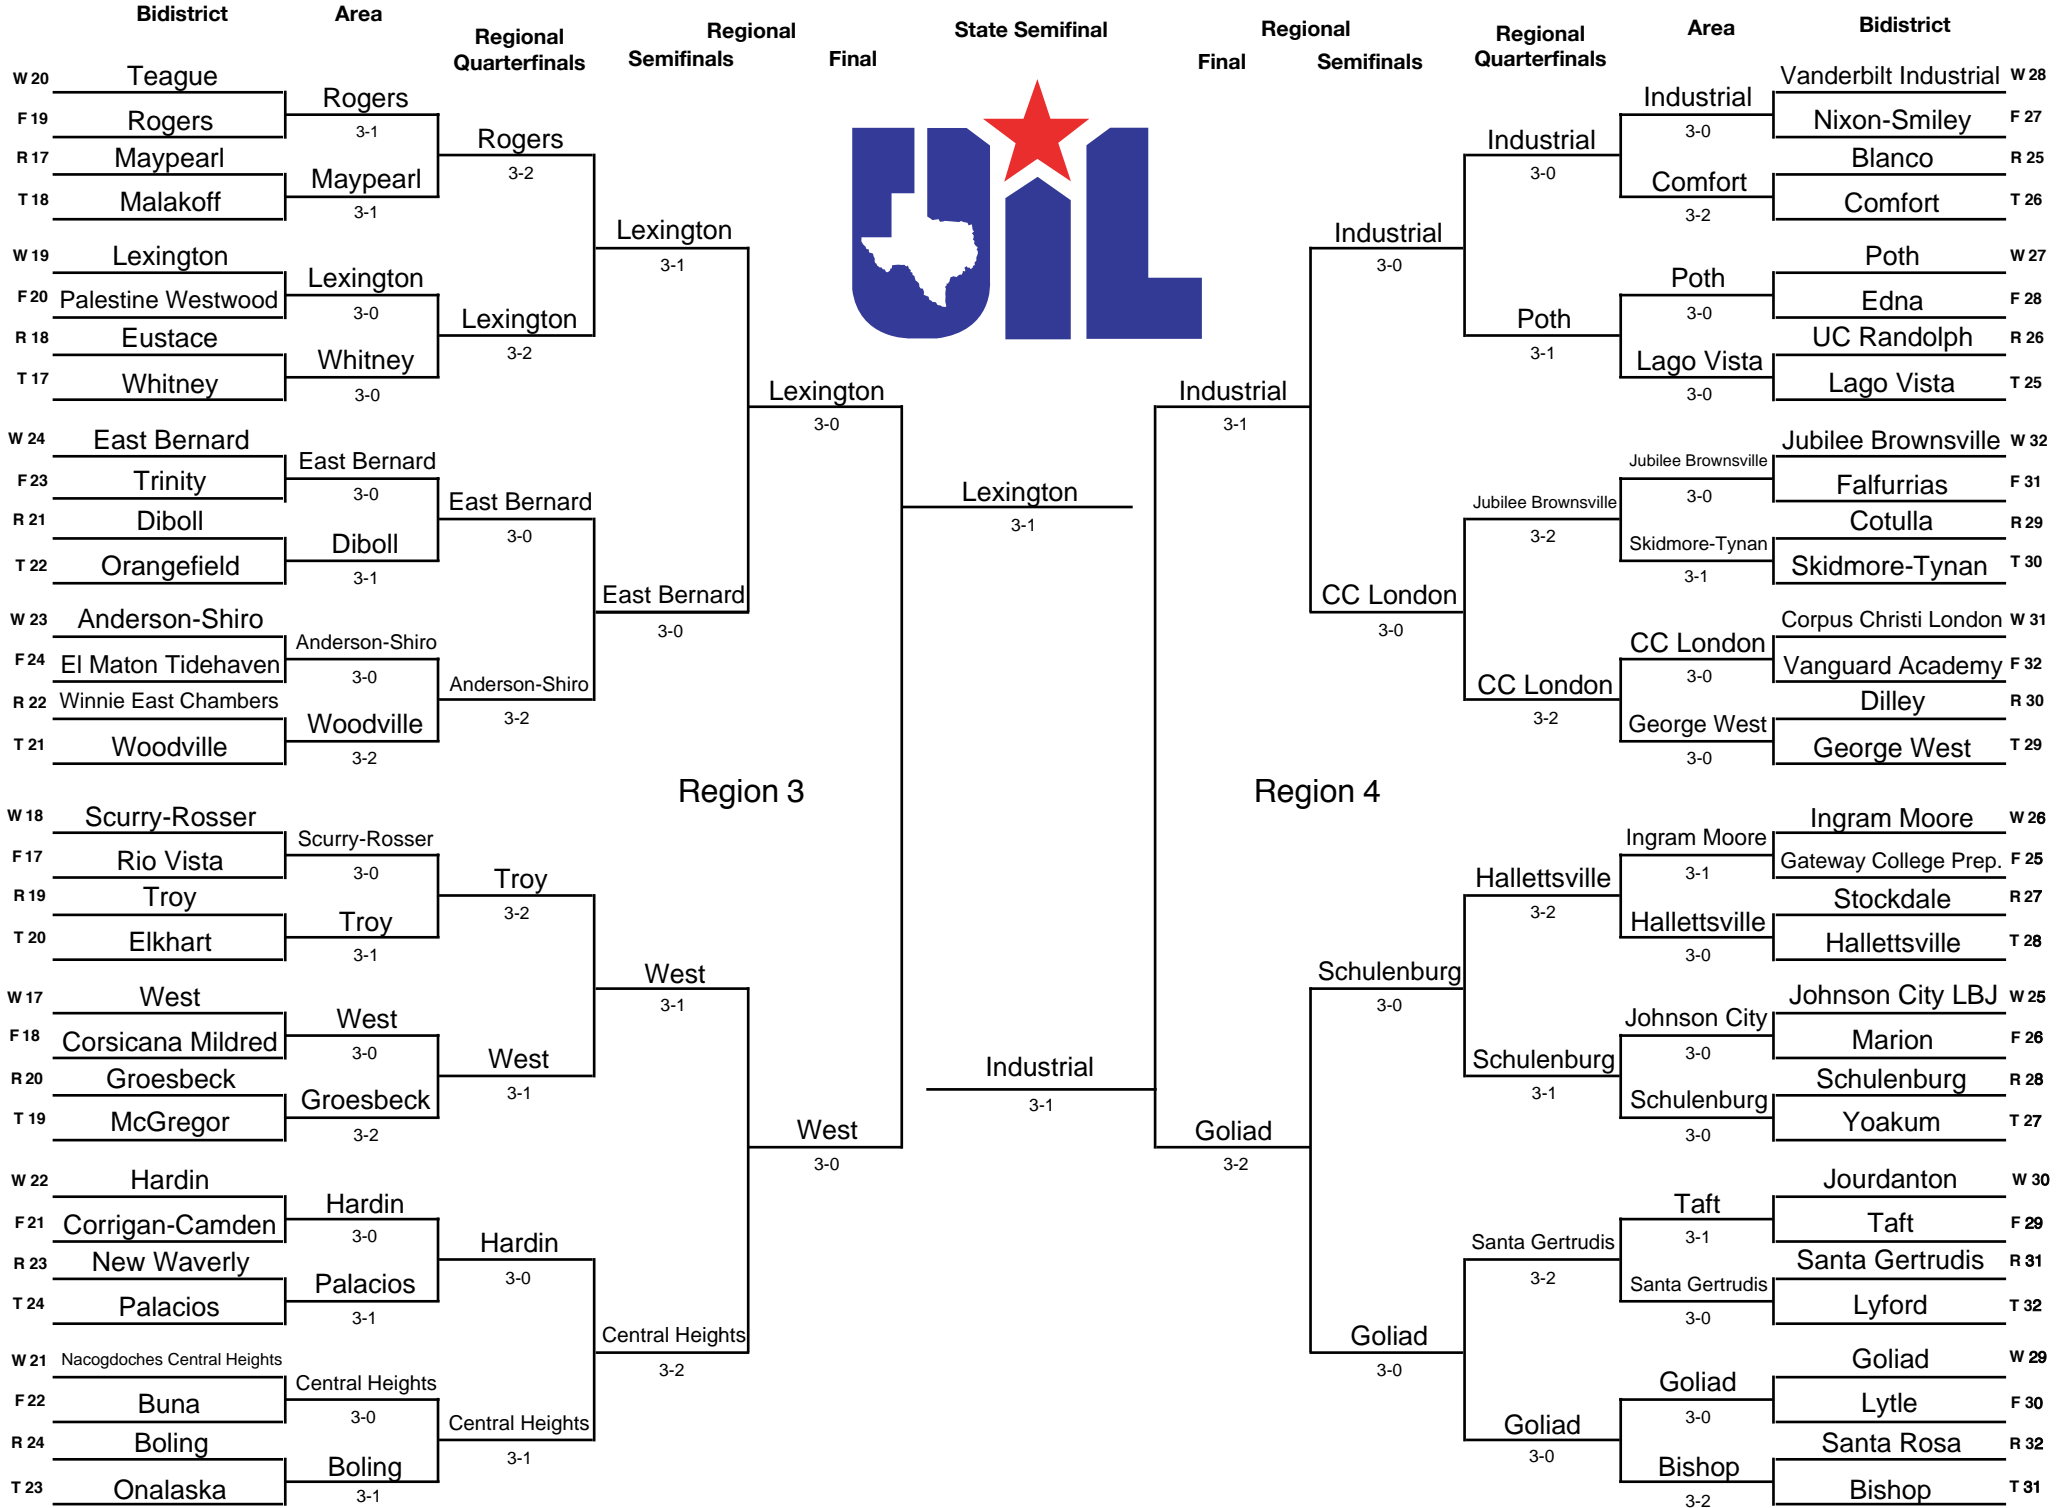 Bidistrict
Area
Regional
Quarterfinals
Regional
Semifinals
Final
State Semifinal
Regional
Final
Semifinals
Regional
Quarterfinals
Area
Bidistrict
UIL
W 20 Teague
F 19 Rogers
R 17 Maypearl
T 18 Malakoff
W 19 Lexington
F 20 Palestine Westwood
R 18 Eustace
T 17 Whitney
W 24 East Bernard
F 23 Trinity
R 21 Diboll
T 22 Orangefield
W 23 Anderson-Shiro
F 24 El Maton Tidehaven
R 22 Winnie East Chambers
T 21 Woodville
W 18 Scurry-Rosser
F 17 Rio Vista
R 19 Troy
T 20 Elkhart
W 17 West
F 18 Corsicana Mildred
R 20 Groesbeck
T 19 McGregor
W 22 Hardin
F 21 Corrigan-Camden
R 23 New Waverly
T 24 Palacios
W 21 Nacogdoches Central Heights
F 22 Buna
R 24 Boling
T 23 Onalaska
Rogers
3-1
Maypearl
3-1
Lexington
3-0
Whitney
3-0
East Bernard
3-0
Diboll
3-1
Anderson-Shiro
3-0
Woodville
3-2
Scurry-Rosser
3-0
Troy
3-1
West
3-0
Groesbeck
3-2
Hardin
3-0
Palacios
3-1
Central Heights
3-0
Boling
3-1
Rogers
3-2
Lexington
3-2
East Bernard
3-0
Anderson-Shiro
3-2
Troy
3-2
West
3-1
Hardin
3-0
Central Heights
3-1
Lexington
3-1
East Bernard
3-0
Region 3
West
3-1
Central Heights
3-2
Lexington
3-0
West
3-0
Lexington
3-1
Industrial
3-1
Industrial
3-1
Goliad
3-2
Industrial
3-0
CC London
3-0
Region 4
Schulenburg
3-0
Goliad
3-0
Industrial
3-0
Poth
3-1
Jubilee Brownsville
3-2
CC London
3-2
Hallettsville
3-2
Schulenburg
3-1
Santa Gertrudis
3-2
Goliad
3-0
Industrial
3-0
Comfort
3-2
Poth
3-0
Lago Vista
3-0
Jubilee Brownsville
3-0
Skidmore-Tynan
3-1
CC London
3-0
George West
3-0
Ingram Moore
3-1
Hallettsville
3-0
Johnson City
3-0
Schulenburg
3-0
Taft
3-1
Santa Gertrudis
3-0
Goliad
3-0
Bishop
3-2
Vanderbilt Industrial W 28
Nixon-Smiley F 27
Blanco R 25
Comfort T 26
Poth W 27
Edna F 28
UC Randolph R 26
Lago Vista T 25
Jubilee Brownsville W 32
Falfurrias F 31
Cotulla R 29
Skidmore-Tynan T 30
Corpus Christi London W 31
Vanguard Academy F 32
Dilley R 30
George West T 29
Ingram Moore W 26
Gateway College Prep. F 25
Stockdale R 27
Hallettsville T 28
Johnson City LBJ W 25
Marion F 26
Schulenburg R 28
Yoakum T 27
Jourdanton W 30
Taft F 29
Santa Gertrudis R 31
Lyford T 32
Goliad W 29
Lytle F 30
Santa Rosa R 32
Bishop T 31